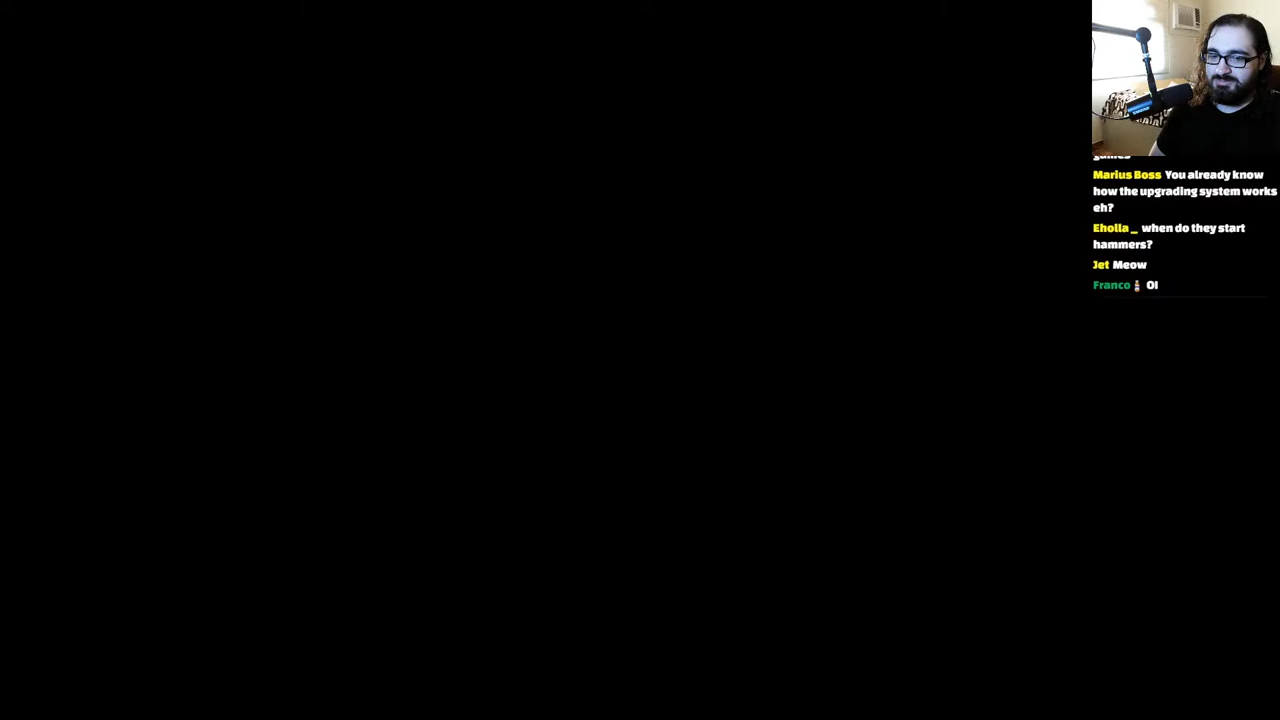 games
Marius Boss You already know
how the upgrading system works
eh?
Eholla_ when do they start
hammers?
Jet Meow
Franco OI